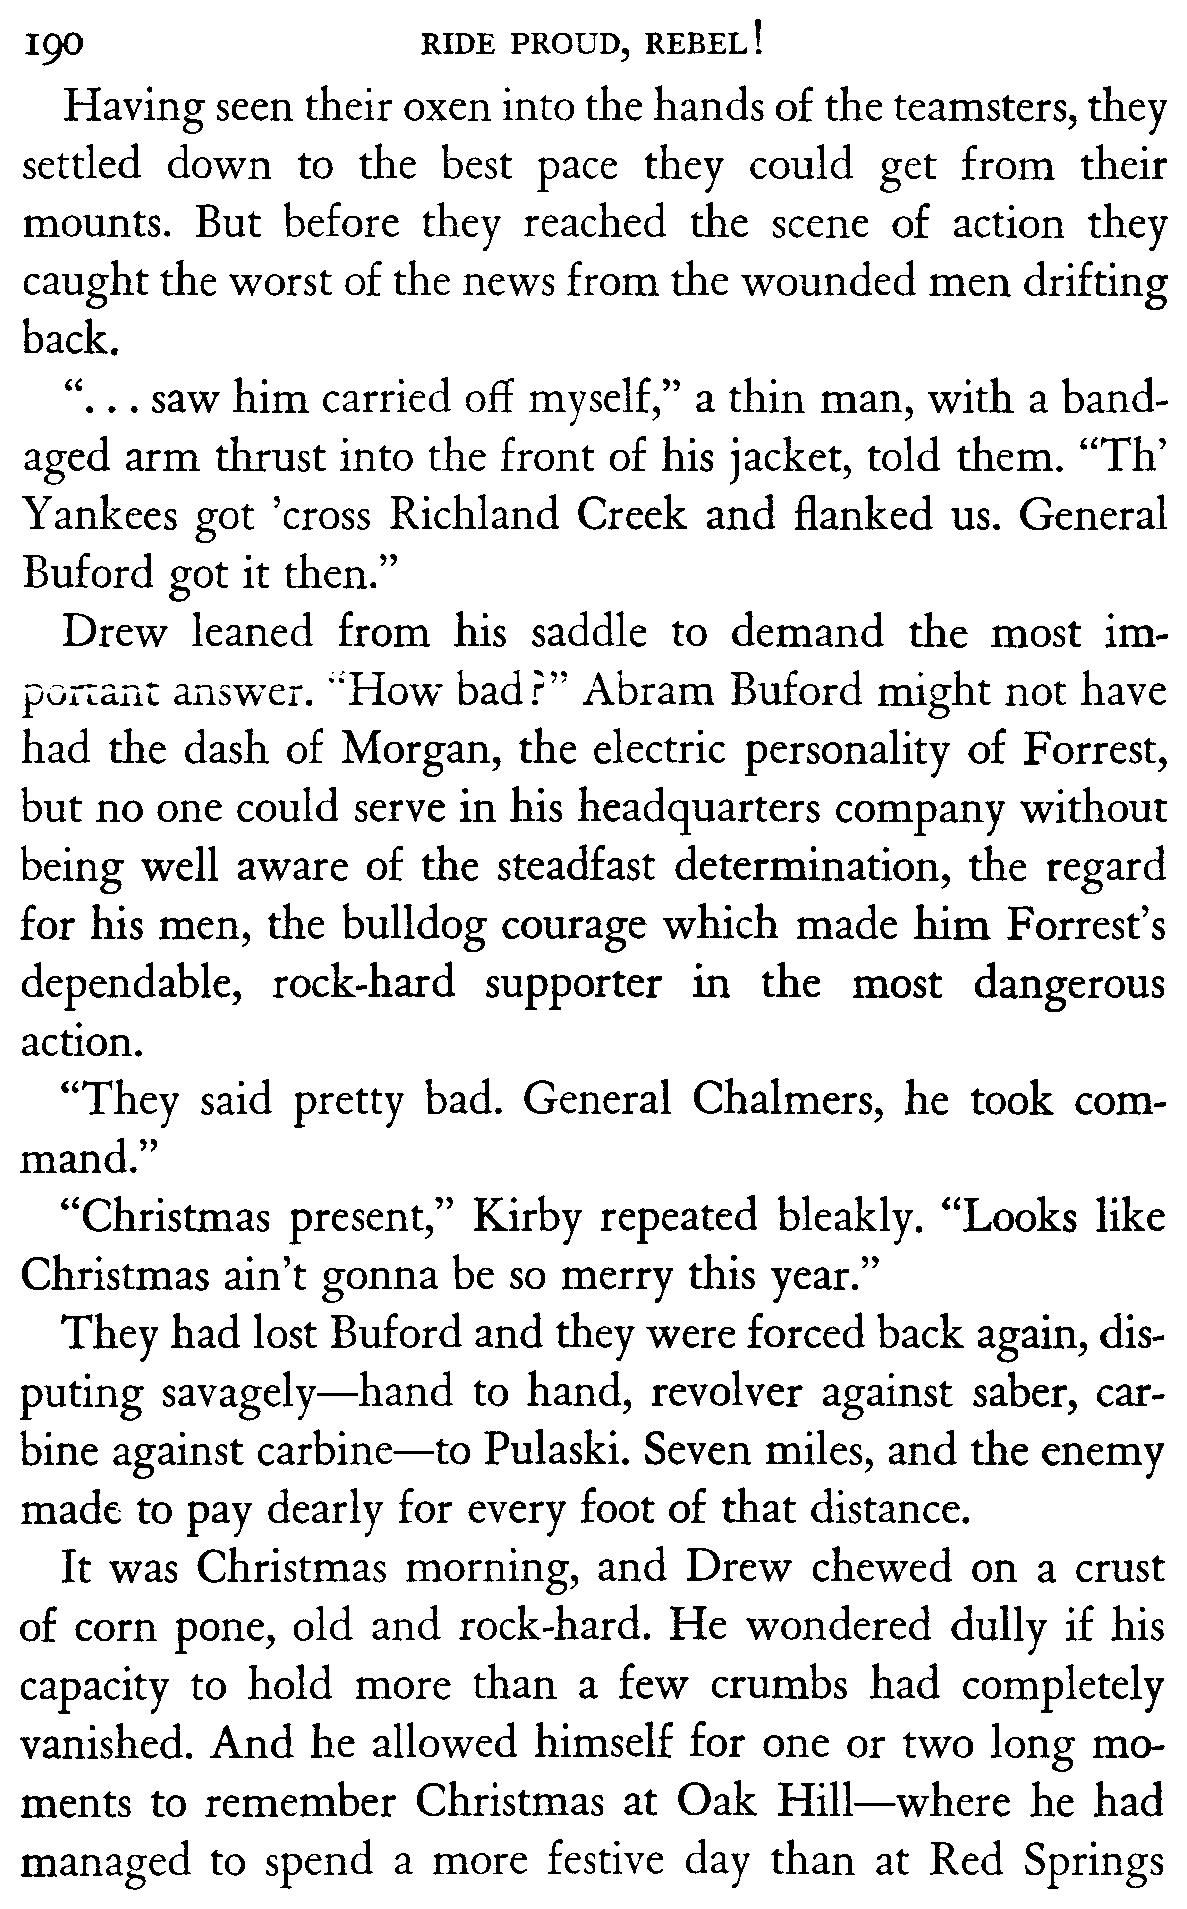 190 RIDE PROUD, REBEL!
Having seen their oxen into the hands of the teamsters, they
settled down to the best pace they could get from their
mounts. But before they reached the scene of action they
caught the worst of the news from the wounded men drifting
back.
“. . . saw him carried off myself,” a thin man, with a band-
aged arm thrust into the front of his jacket, told them. “Th’
Yankees got ’cross Richland Creek and flanked us. General
Buford got it then.”
Drew leaned from his saddle to demand the most im-
portant answer. “How bad?” Abram Buford might not have
had the dash of Morgan, the electric personality of Forrest,
but no one could serve in his headquarters company without
being well aware of the steadfast determination, the regard
for his men, the bulldog courage which made him Forrest’s
dependable, rock-hard supporter in the most dangerous
action.
“They said pretty bad. General Chalmers, he took com-
mand.”
“Christmas present,” Kirby repeated bleakly. “Looks like
Christmas ain’t gonna be so merry this year.”
They had lost Buford and they were forced back again, dis-
puting savagely—hand to hand, revolver against saber, car-
bine against carbine—to Pulaski. Seven miles, and the enemy
made to pay dearly for every foot of that distance.
It was Christmas morning, and Drew chewed on a crust
of corn pone, old and rock-hard. He wondered dully if his
capacity to hold more than a few crumbs had completely
vanished. And he allowed himself for one or two long mo-
ments to remember Christmas at Oak Hill—where he had
managed to spend a more festive day than at Red Springs